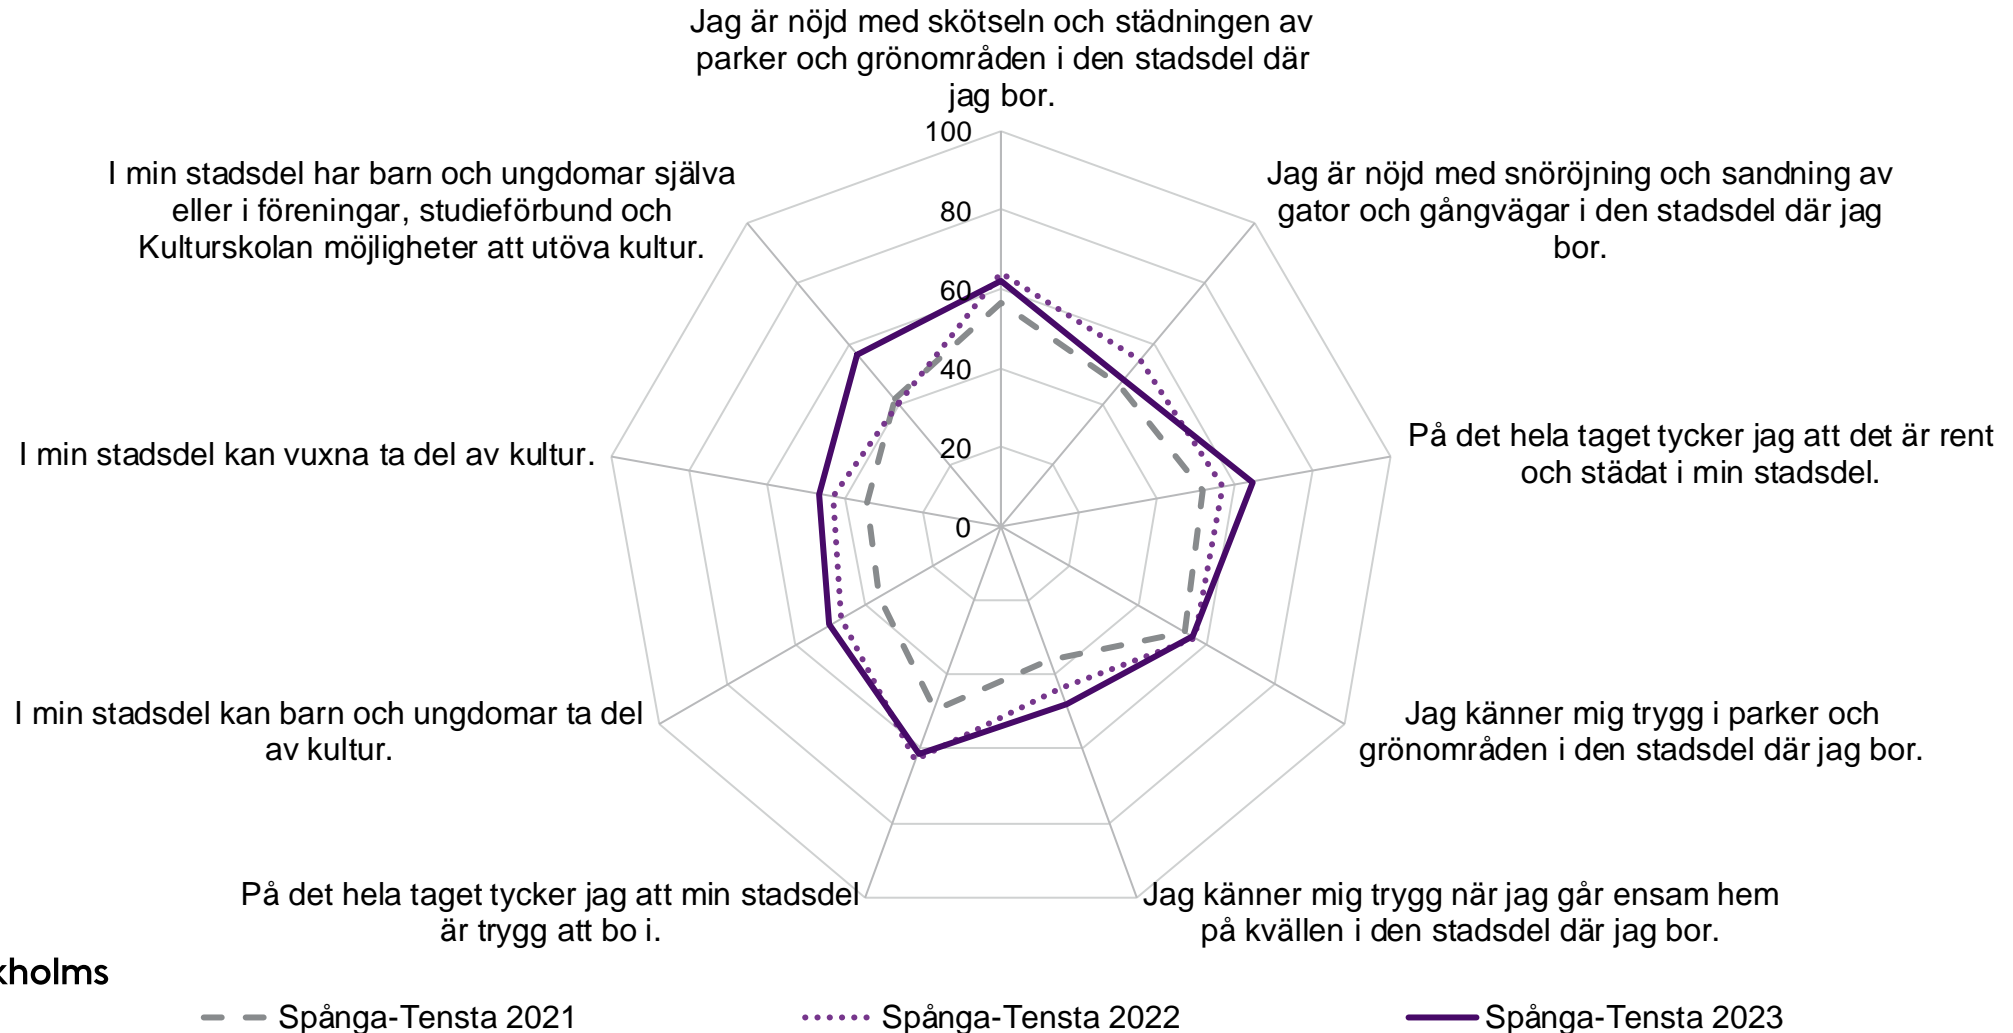 Jag är nöjd med skötseln och städningen av
parker och grönområden i den stadsdel där
jag bor.
100
80
60
40
20
0
Jag är nöjd med snöröjning och sandning av
gator och gångvägar i den stadsdel där jag
bor.
På det hela taget tycker jag att det är rent
och städat i min stadsdel.
Jag känner mig trygg i parker och
grönområden i den stadsdel där jag bor.
Jag känner mig trygg när jag går ensam hem
på kvällen i den stadsdel där jag bor.
På det hela taget tycker jag att min stadsdel
är trygg att bo i.
I min stadsdel kan barn och ungdomar ta del
av kultur.
I min stadsdel kan vuxna ta del av kultur.
I min stadsdel har barn och ungdomar själva
eller i föreningar, studieförbund och
Kulturskolan möjligheter att utöva kultur.
kholms
Spånga-Tensta 2021
Spånga-Tensta 2022
Spånga-Tensta 2023